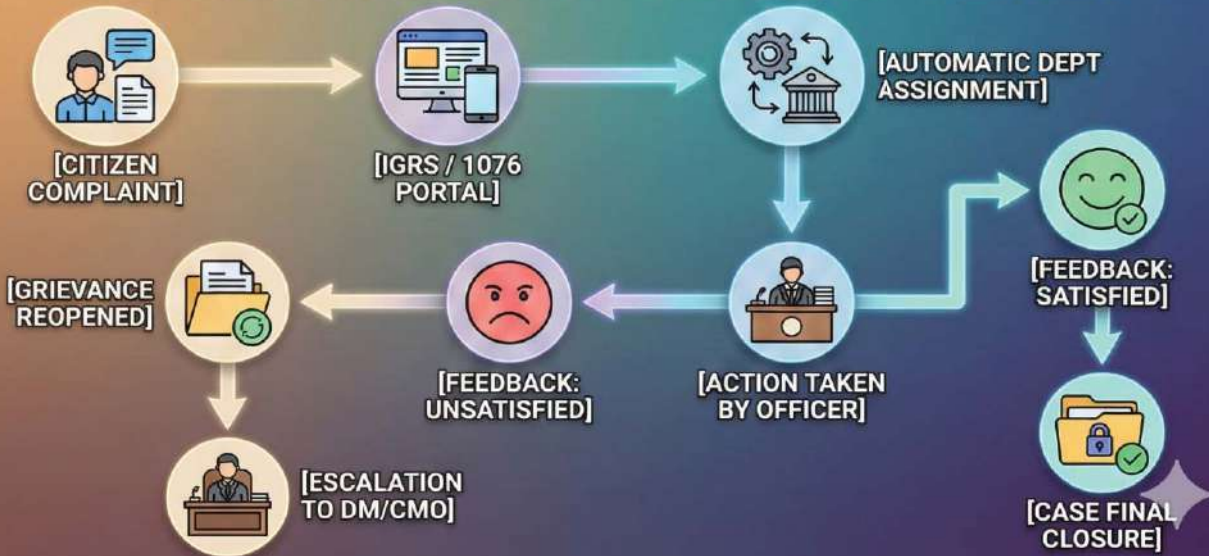 [CITIZEN
COMPLAINT]
[IGRS / 1076
PORTAL]
[AUTOMATIC DEPT
ASSIGNMENT]
[GRIEVANCE
REOPENED]
[FEEDBACK:
UNSATISFIED]
[ACTION TAKEN
BY OFFICER]
[FEEDBACK:
SATISFIED]
[ESCALATION
TO DM/CMO]
[CASE FINAL
CLOSURE]